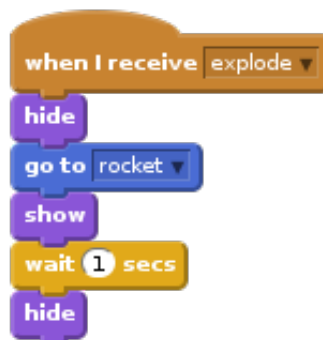 when I receive explode
hide
go to rocket
show
wait 1 secs
hide